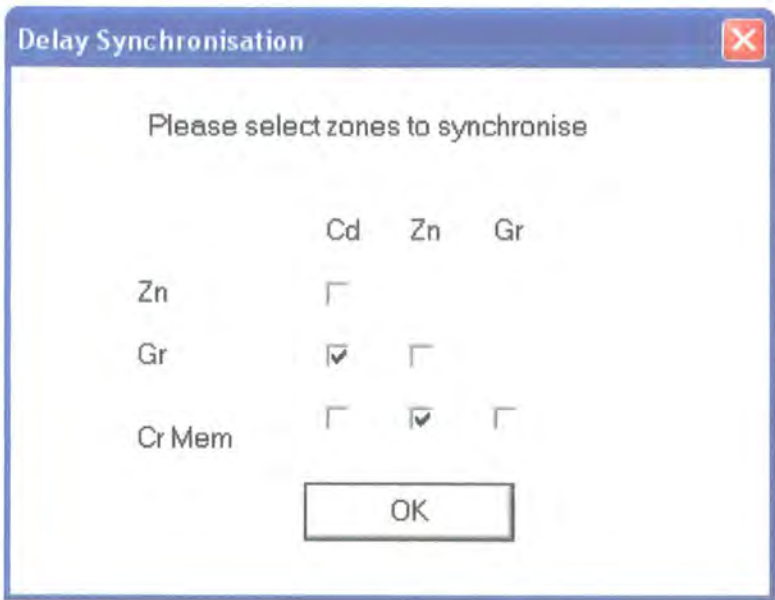 Delay Synchronisation
Please select zones to synchronise
Cd Zn Gr
Zn
Gr
Cr Mem
OK